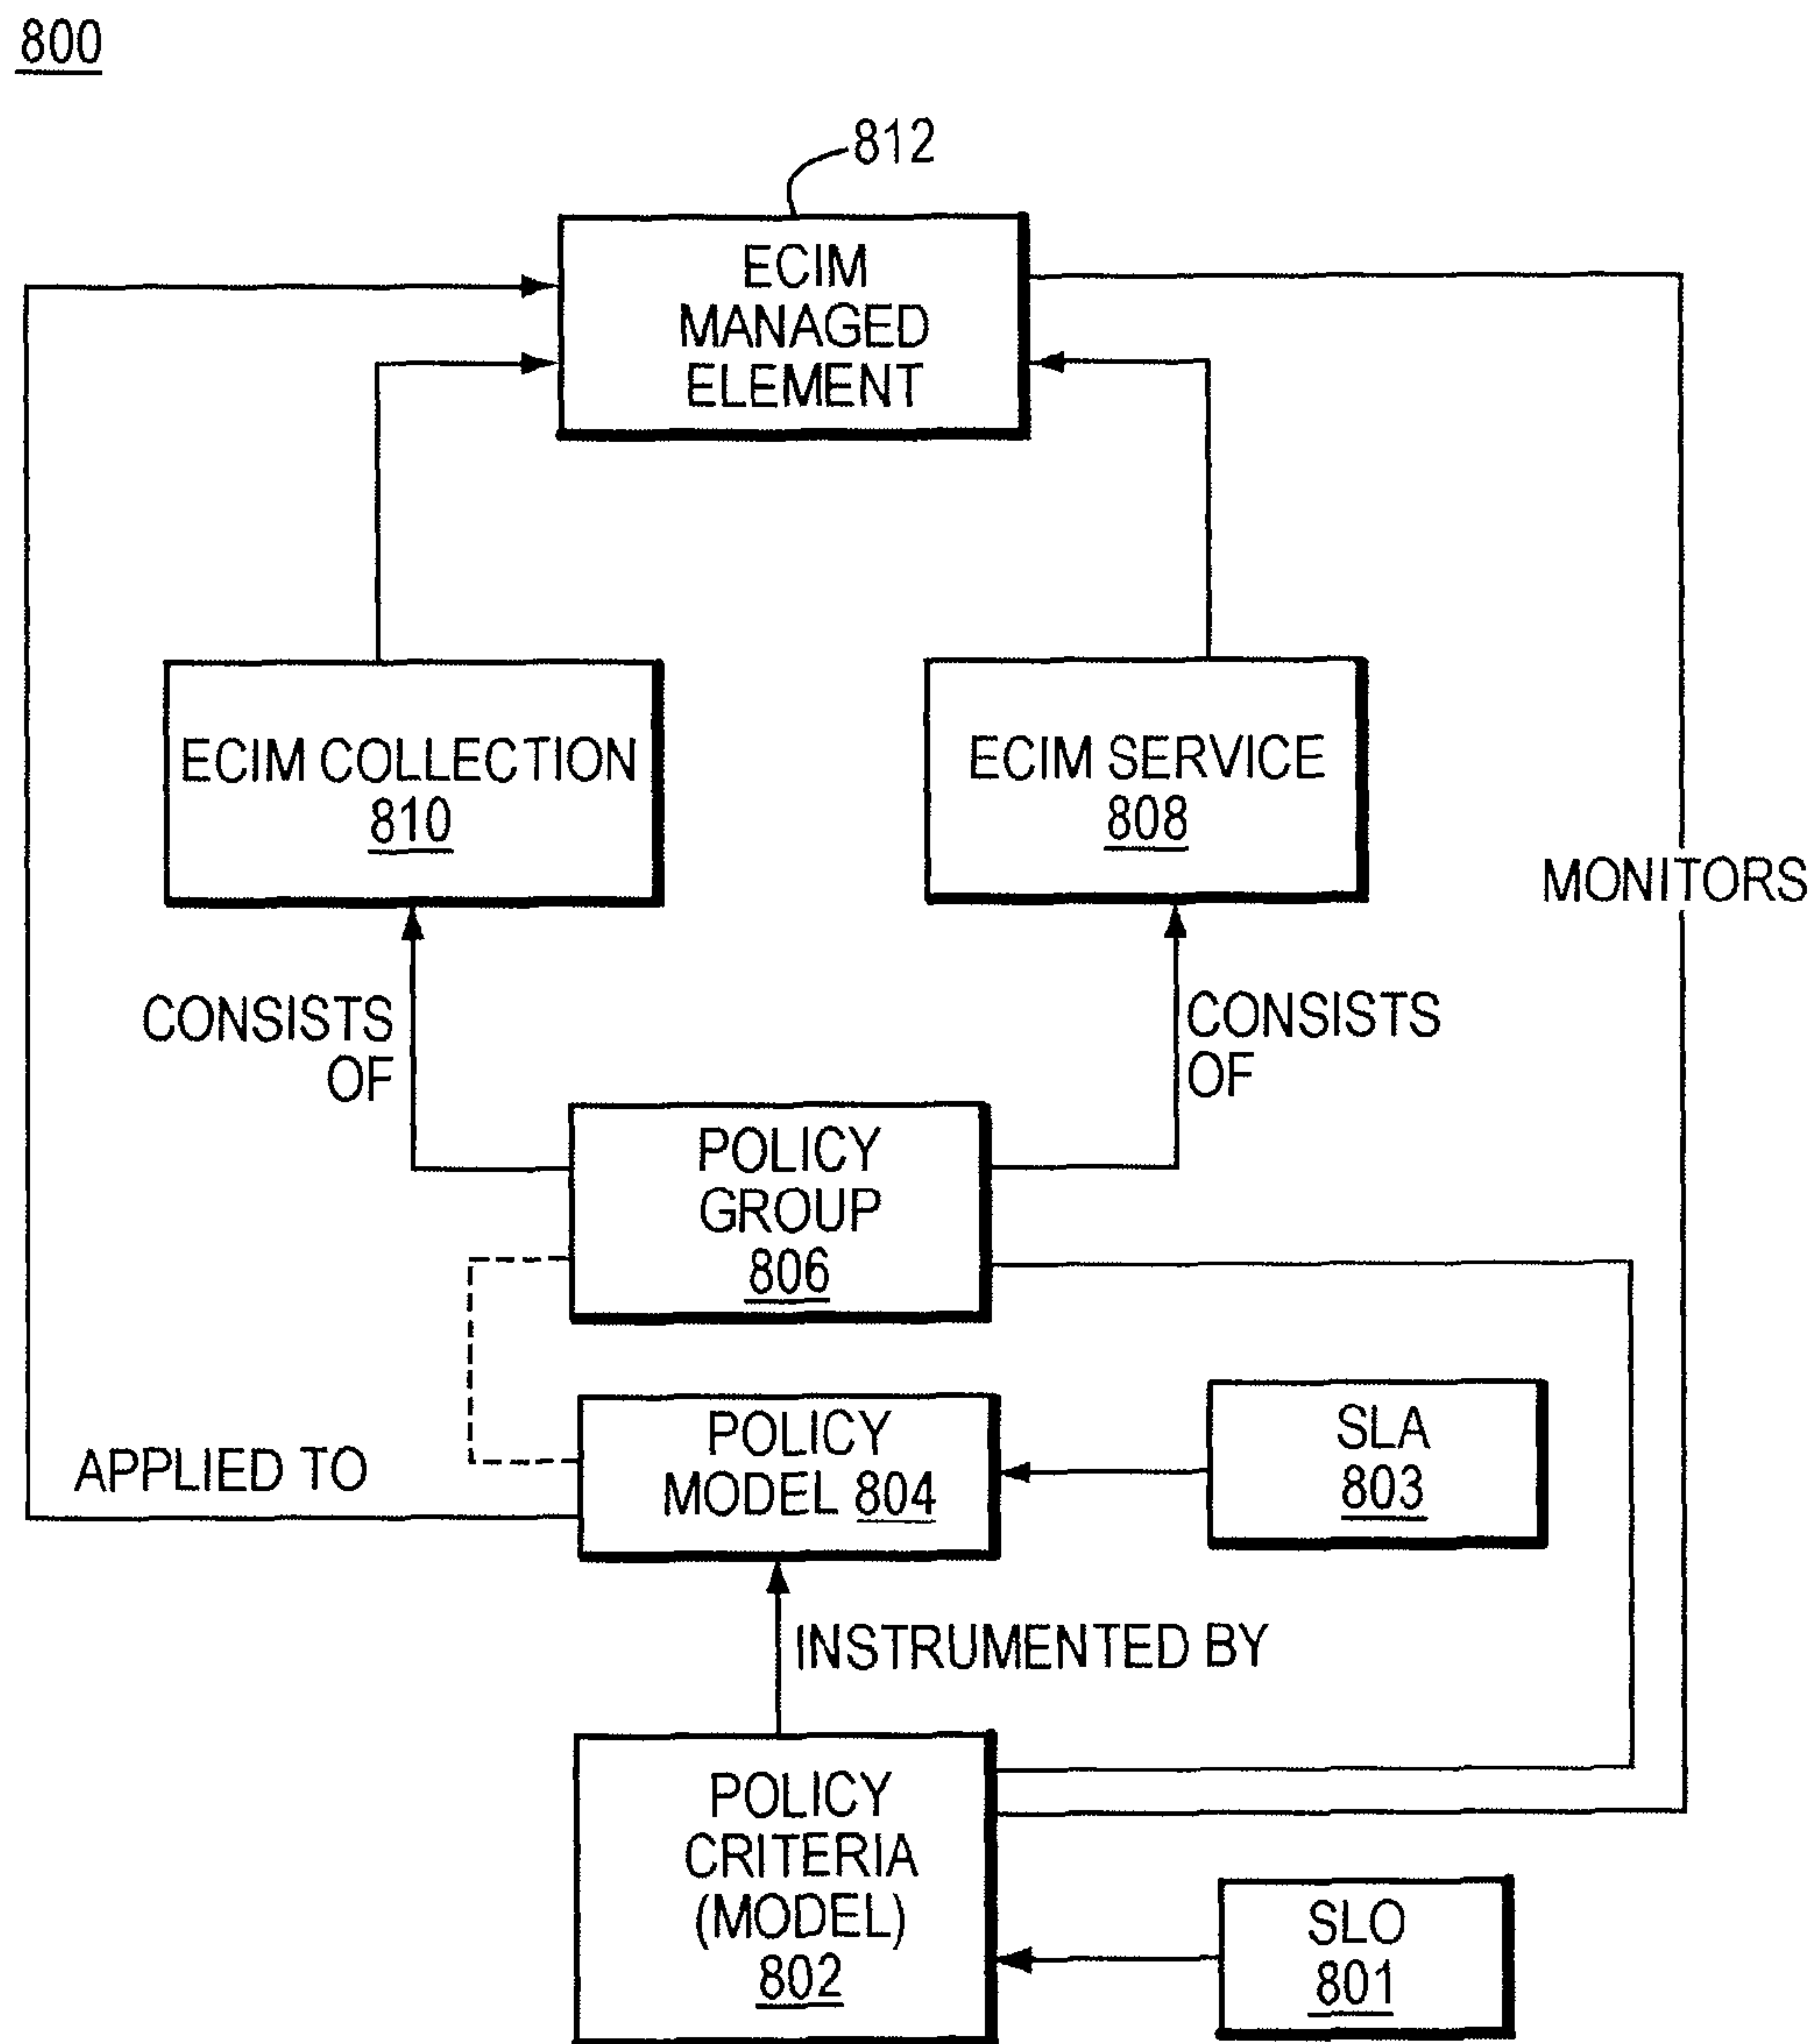 800
812
ECIM
MANAGED
ELEMENT
ECIM COLLECTION
810
ECIM SERVICE
808
MONITORS
CONSISTS
OF
CONSISTS
OF
POLICY
GROUP
806
POLICY
MODEL 804
SLA
803
APPLIED TO
INSTRUMENTED BY
POLICY
CRITERIA
(MODEL)
802
SLO
801